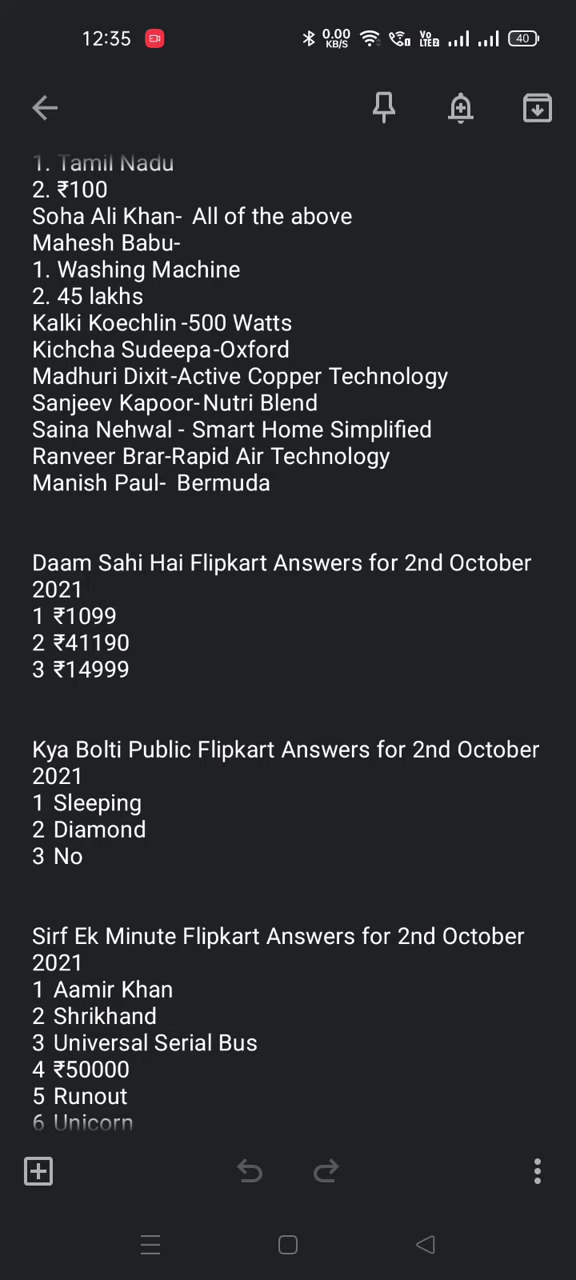 12:35
0.00
KB/S
Vo
LTE2
40
1. Tamil Nadu
2. ₹100
Soha Ali Khan- All of the above
Mahesh Babu-
1. Washing Machine
2. 45 lakhs
Kalki Koechlin -500 Watts
Kichcha Sudeepa-Oxford
Madhuri Dixit-Active Copper Technology
Sanjeev Kapoor-Nutri Blend
Saina Nehwal - Smart Home Simplified
Ranveer Brar-Rapid Air Technology
Manish Paul- Bermuda
Daam Sahi Hai Flipkart Answers for 2nd October
2021
1 ₹1099
2 ₹41190
3 ₹14999
Kya Bolti Public Flipkart Answers for 2nd October
2021
1 Sleeping
2 Diamond
3 No
Sirf Ek Minute Flipkart Answers for 2nd October
2021
1 Aamir Khan
2 Shrikhand
3 Universal Serial Bus
4 ₹50000
5 Runout
6 Unicorn